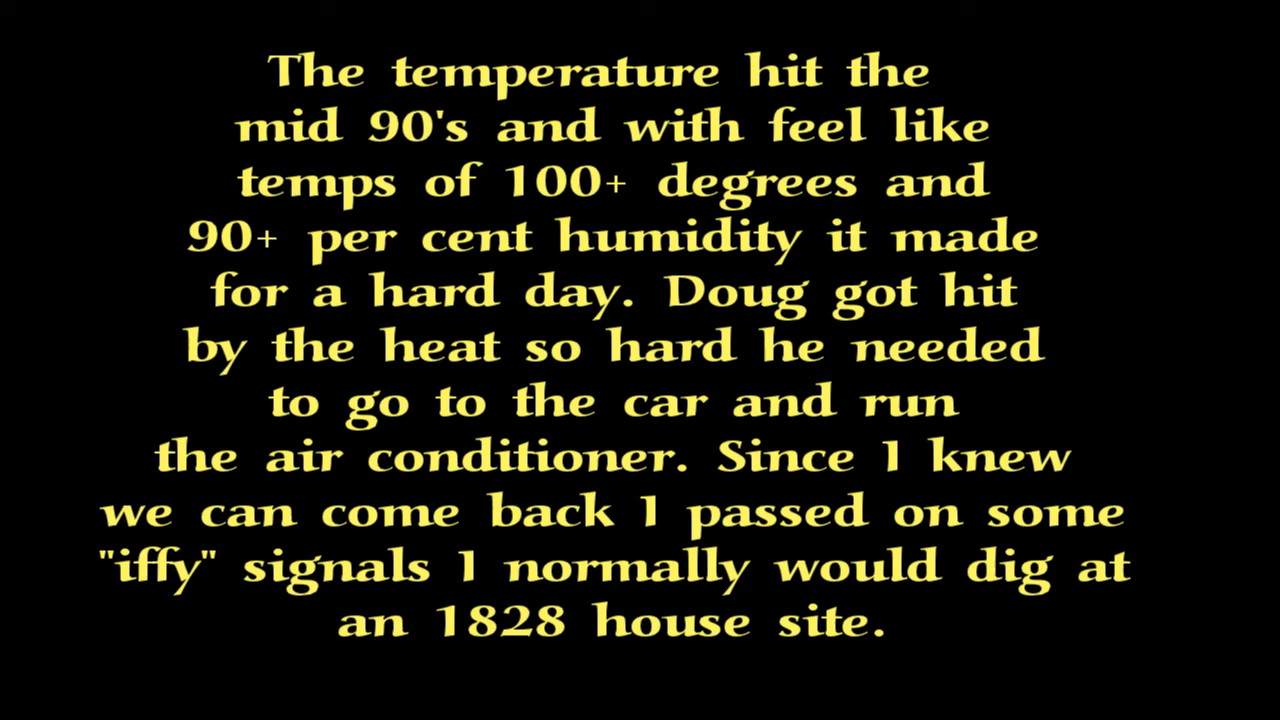 The temperature hit the
mid 90's and with feel like
temps of 100+ degrees and
90+ per cent humidity it made
for a hard day. Doug got hit
by the heat so hard he needed
to go to the car and run
the air conditioner. Since I knew
we can come back I passed on some
"iffy" signals I normally would dig at
an 1828 house site.